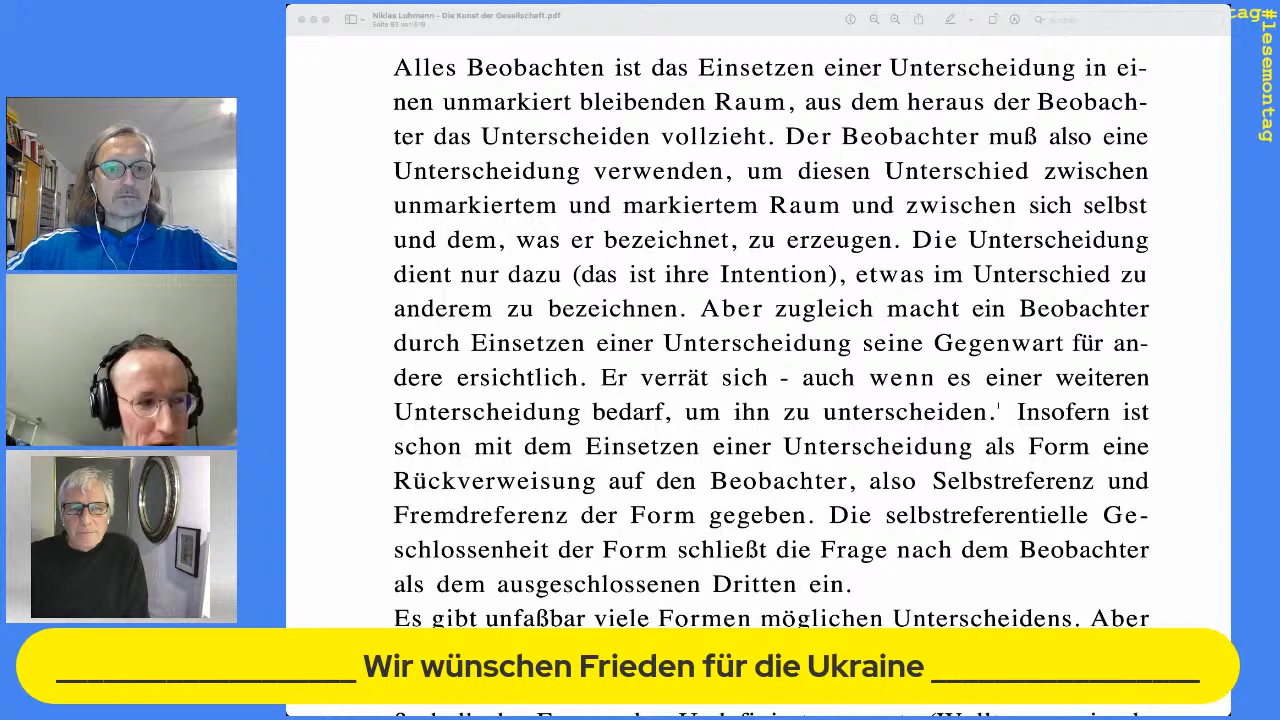 Niklas Luhmann - Die Kunst der Gesellschaft.pdf
Seite 93 von 519
Suchen
tag#
lesemontag
Alles Beobachten ist das Einsetzen einer Unterscheidung in ei-
nen unmarkiert bleibenden Raum, aus dem heraus der Beobach-
ter das Unterscheiden vollzieht. Der Beobachter muß also eine
Unterscheidung verwenden, um diesen Unterschied zwischen
unmarkiertem und markiertem Raum und zwischen sich selbst
und dem, was er bezeichnet, zu erzeugen. Die Unterscheidung
dient nur dazu (das ist ihre Intention), etwas im Unterschied zu
anderem zu bezeichnen. Aber zugleich macht ein Beobachter
durch Einsetzen einer Unterscheidung seine Gegenwart für an-
dere ersichtlich. Er verrät sich - auch wenn es einer weiteren
Unterscheidung bedarf, um ihn zu unterscheiden.¹ Insofern ist
schon mit dem Einsetzen einer Unterscheidung als Form eine
Rückverweisung auf den Beobachter, also Selbstreferenz und
Fremdreferenz der Form gegeben. Die selbstreferentielle Ge-
schlossenheit der Form schließt die Frage nach dem Beobachter
als dem ausgeschlossenen Dritten ein.
Es gibt unfaßbar viele Formen möglichen Unterscheidens. Aber
Wir wünschen Frieden für die Ukraine